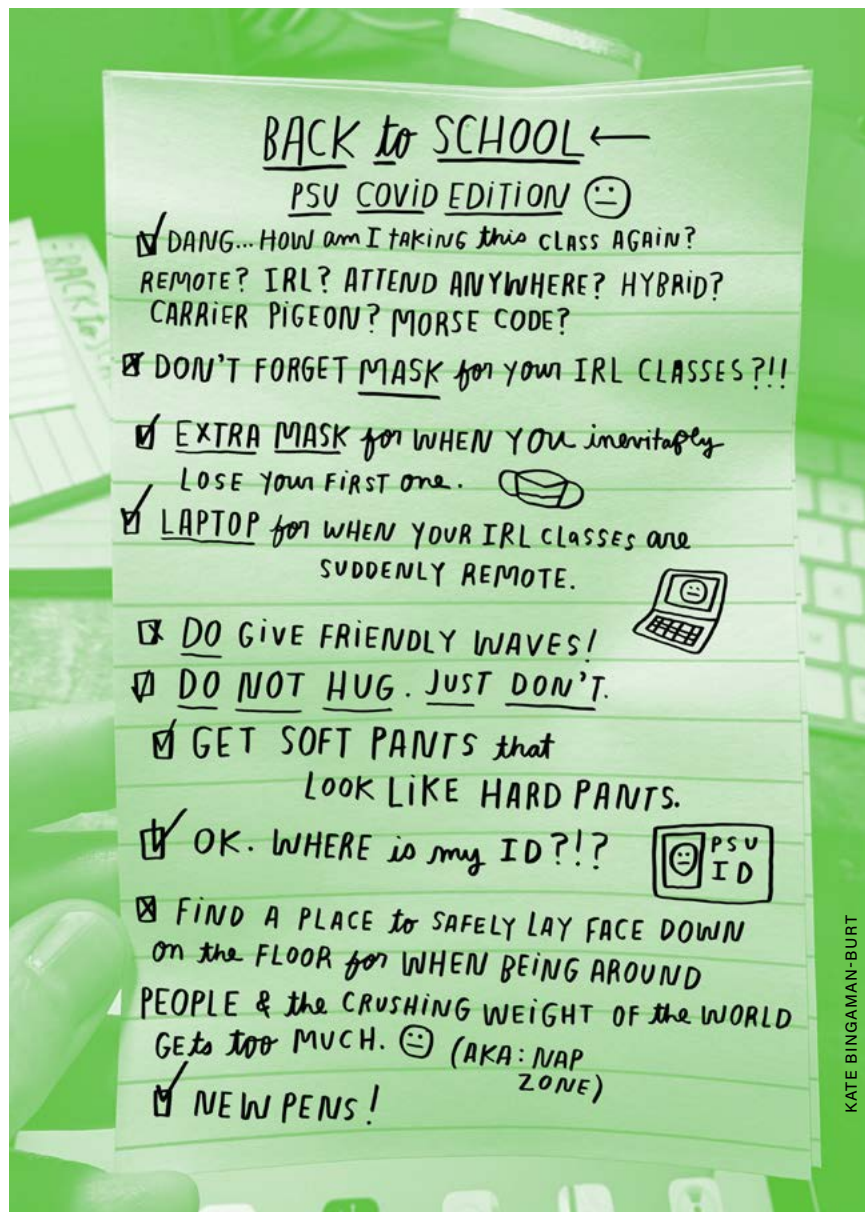 BACK to SCHOOL ←
PSU COVID EDITION
DANG... HOW am I TAKING this CLASS AGAIN?
REMOTE? IRL? ATTEND ANYWHERE? HYBRID?
CARRIER PIGEON? MORSE CODE?
DON'T FORGET MASK for your IRL CLASSES?!!
EXTRA MASK for WHEN YOU inevitably
LOSE your FIRST one.
LAPTOP for WHEN YOUR IRL CLASSES are
SUDDENLY REMOTE.
DO GIVE FRIENDLY WAVES!
DO NOT HUG. JUST DON'T.
GET SOFT PANTS that
LOOK LIKE HARD PANTS.
OK. WHERE is my ID?!?
PSU
ID
FIND A PLACE to SAFELY LAY FACE DOWN
on the FLOOR for WHEN BEING AROUND
PEOPLE & the CRUSHING WEIGHT OF the WORLD
GETS too MUCH. (AKA: NAP
ZONE)
NEW PENS!
KATE BINGAMAN-BURT
BACK to